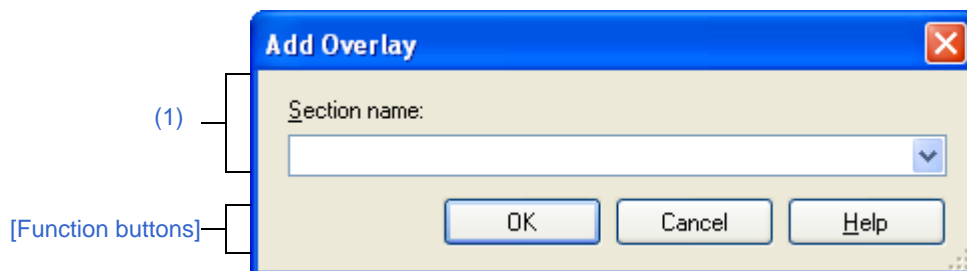 Add Overlay
(1)
Section name:
[Function buttons]
OK
Cancel
Help